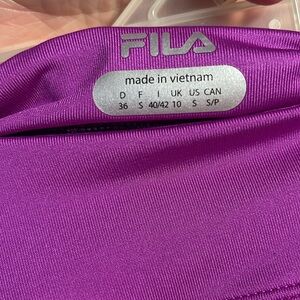 FILA
made in vietnam
D F I UK US CAN
36 S 40/42 10 S S/P